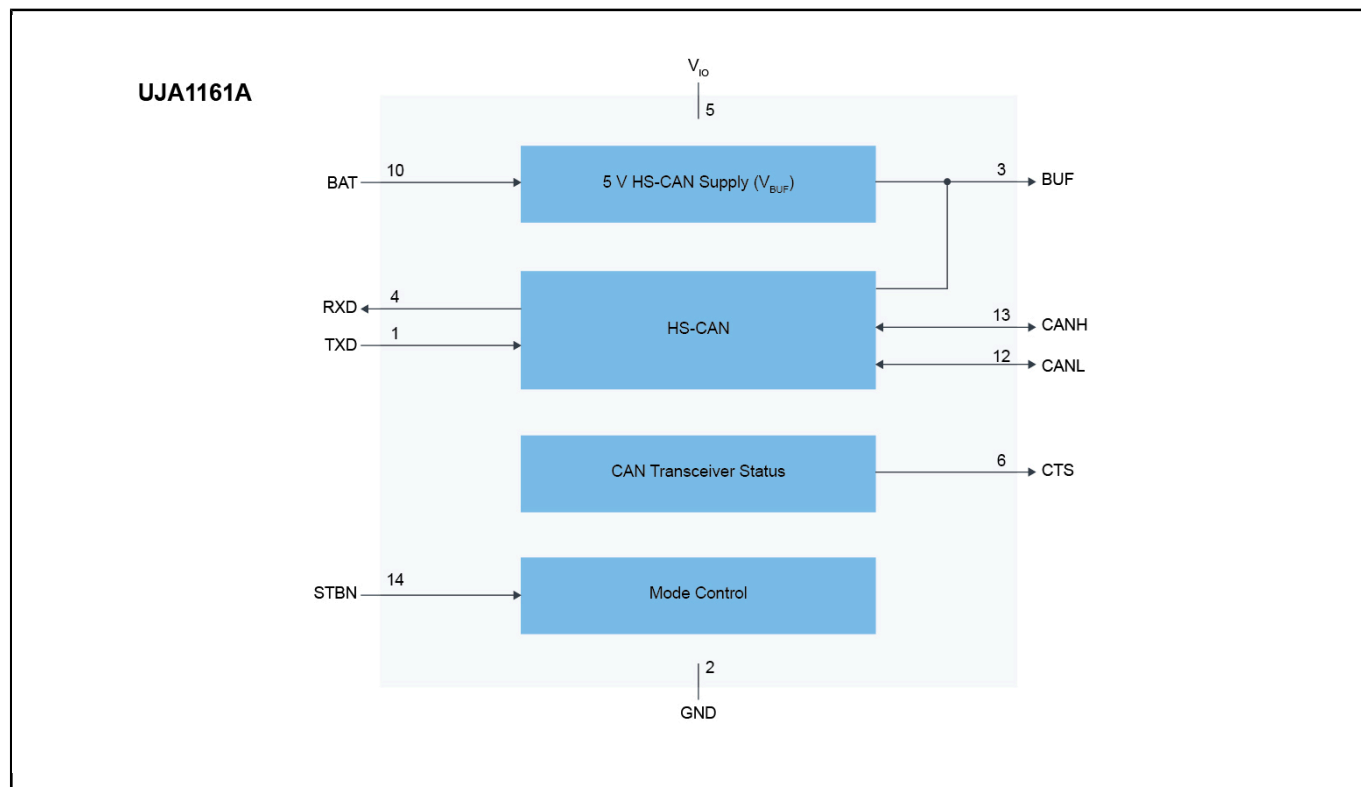 V_IO
UJA1161A
5
BAT 10 5 V HS-CAN Supply (V_BUF) 3 BUF
RXD 4
HS-CAN
13 CANH
TXD 1
12 CANL
CAN Transceiver Status 6 CTS
STBN 14 Mode Control
2
GND